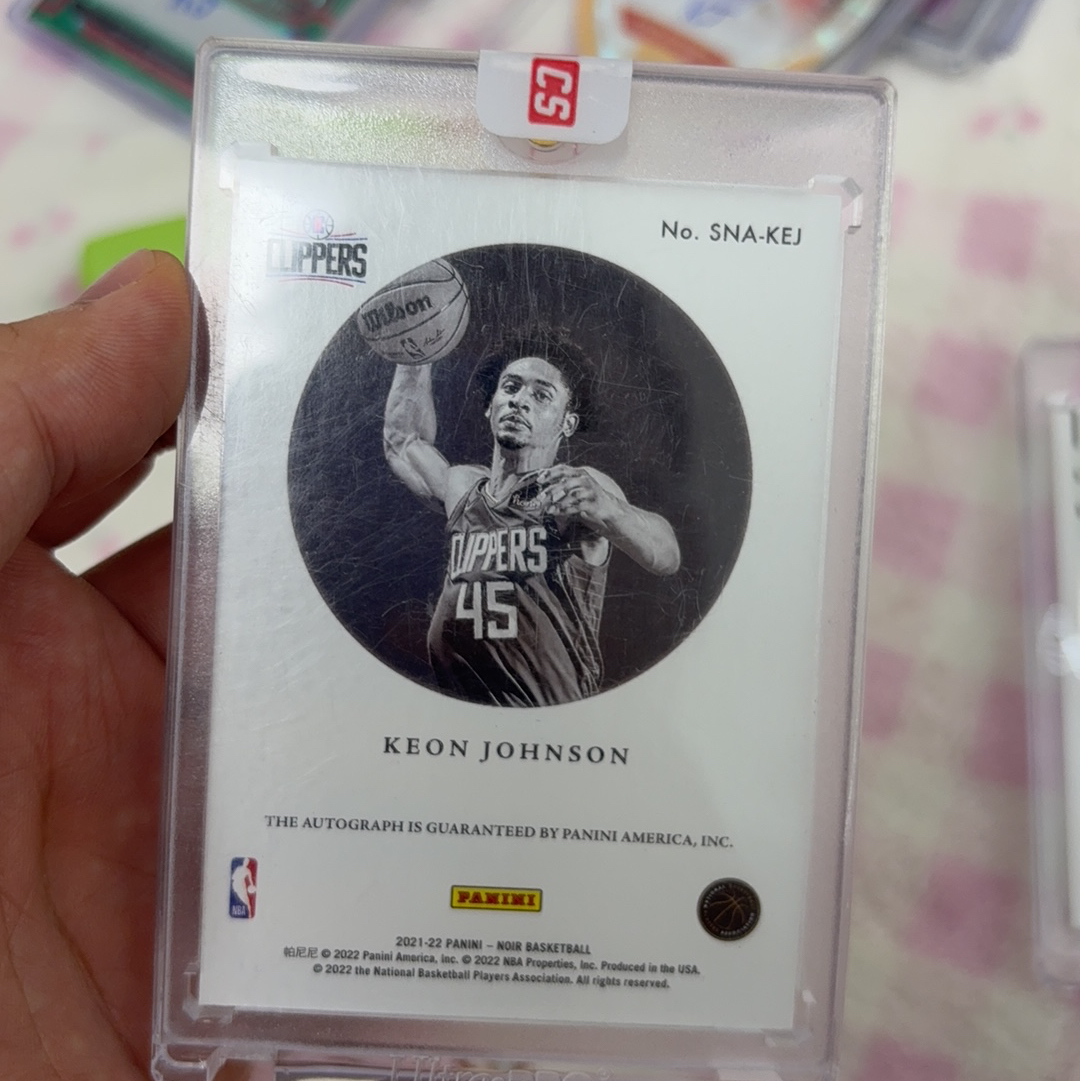 CS
No. SNA-KEJ
CLIPPERS
Wilson
CLIPPERS
45
KEON JOHNSON
THE AUTOGRAPH IS GUARANTEED BY PANINI AMERICA, INC.
NBA
PANINI
2021-22 PANINI – NOIR BASKETBALL
帕尼尼 © 2022 Panini America, Inc. © 2022 NBA Properties, Inc. Produced in the USA.
© 2022 the National Basketball Players Association. All rights reserved.